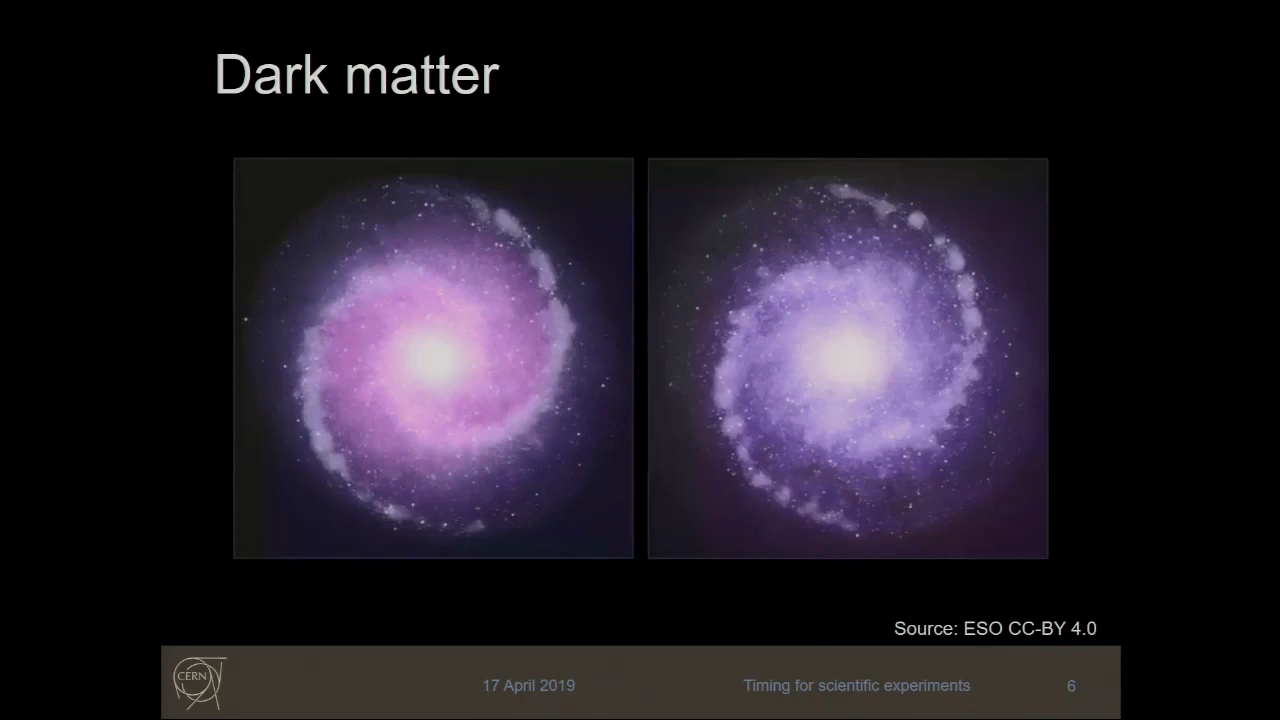 Dark matter
Source: ESO CC-BY 4.0
CERN
17 April 2019
Timing for scientific experiments
6